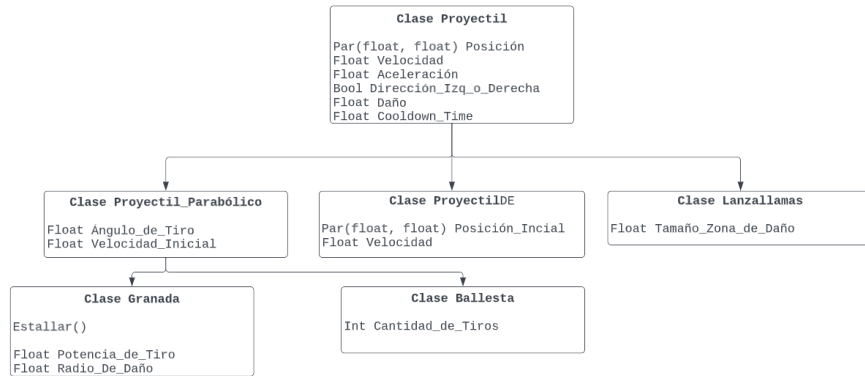 Clase Proyectil
Par(float, float) Posición
Float Velocidad
Float Aceleración
Bool Dirección_Izq_o_Derecha
Float Daño
Float Cooldown_Time
Clase Proyectil_Parabólico
Float Ángulo_de_Tiro
Float Velocidad_Inicial
Clase ProyectilDE
Par(float, float) Posición_Incial
Float Velocidad
Clase Lanzallamas
Float Tamaño_Zona_de_Daño
Clase Granada
Estallar()
Float Potencia_de_Tiro
Float Radio_De_Daño
Clase Ballesta
Int Cantidad_de_Tiros